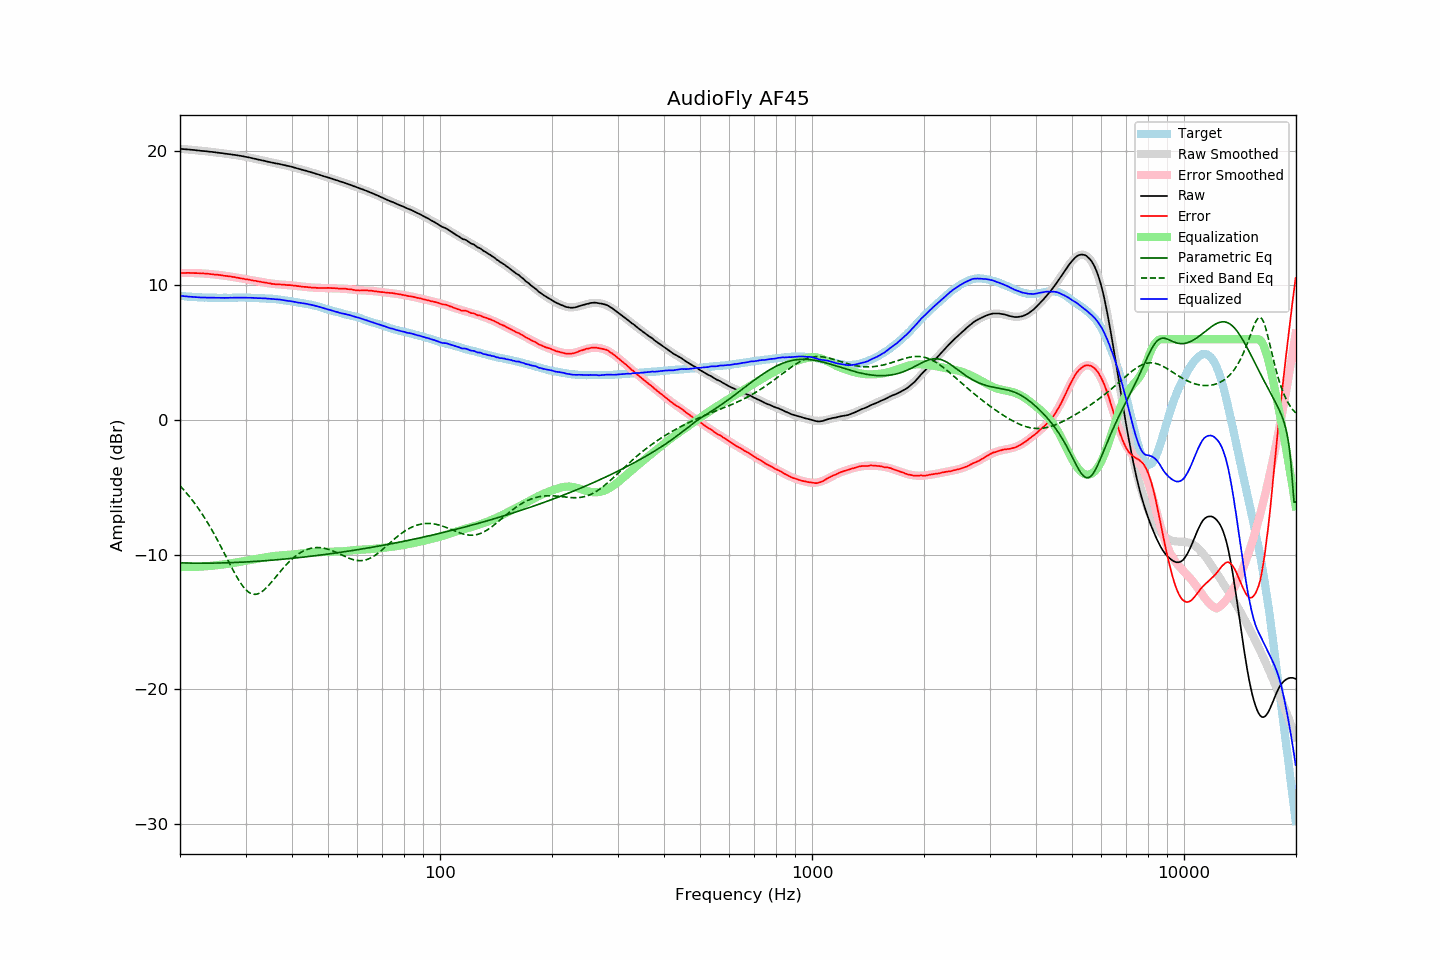 AudioFly AF45
Target
Raw Smoothed
Error Smoothed
Raw
Error
Equalization
Parametric Eq
Fixed Band Eq
Equalized
20
10
0
−10
−20
−30
Amplitude (dBr)
100
1000
10000
Frequency (Hz)